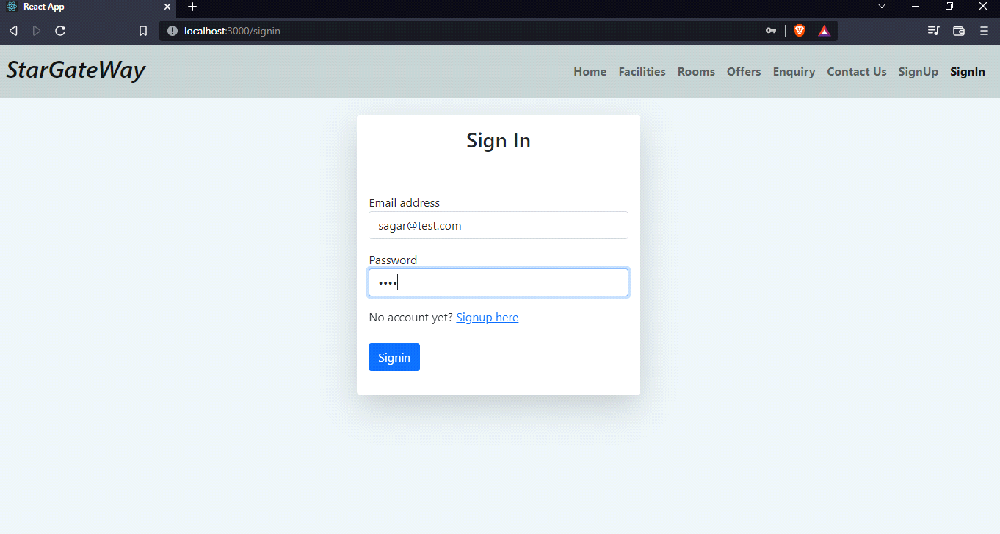 React App
localhost:3000/signin
StarGateWay
Home Facilities Rooms Offers Enquiry Contact Us SignUp SignIn
Sign In
Email address
sagar@test.com
Password
••••
No account yet? Signup here
Signin